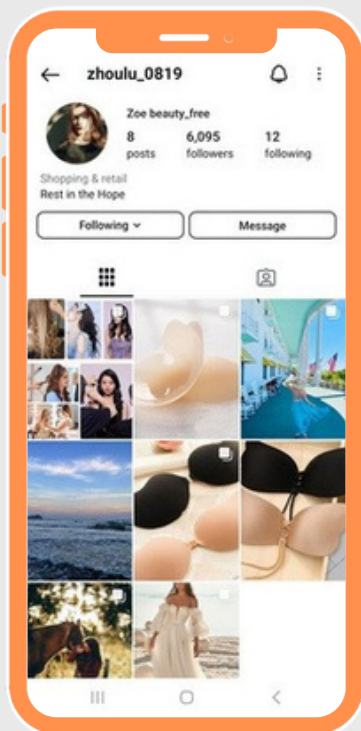 zhoulu_0819
Zoe beauty_free
8 6,095 12
posts followers following
Shopping & retail
Rest in the Hope
Following Message